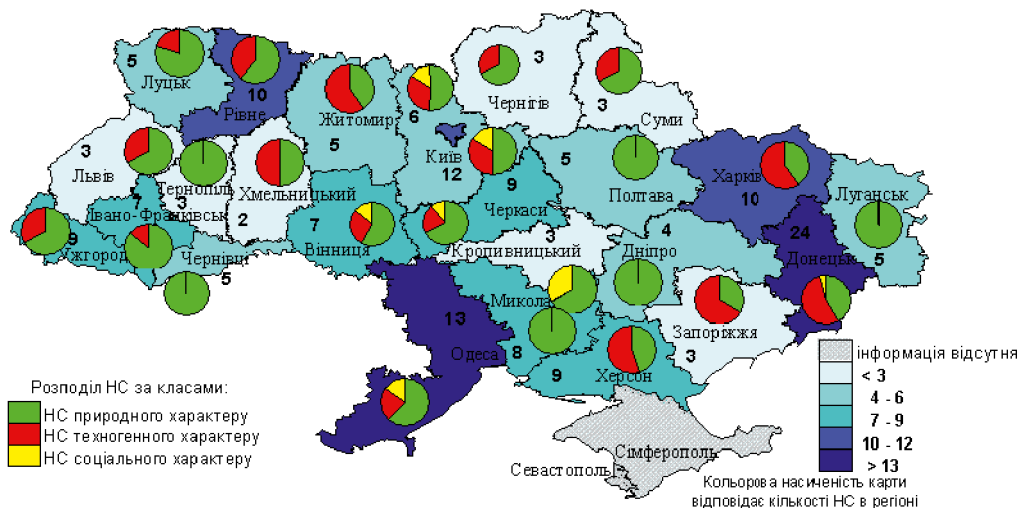 3
5
Луцьк
10
Рівне
Житомир
5
6
Київ
12
Чернігів
3
Суми
3
Львів
Тернопіль
3
Хмельницький
2
7
Івано-Франківськ
9
Ужгород
Чернівці
5
7
Вінниця
9
Черкаси
5
Полтава
Харків
10
Луганськ
5
24
Донецьк
3
Кропивницький
4
Дніпро
Запоріжжя
3
Микола
8
9
Херсон
13
Одеса
Сімферополь
Севастополь
Розподіл НС за класами:
НС природного характеру
НС техногенного характеру
НС соціального характеру
інформація відсутня
< 3
4 - 6
7 - 9
10 - 12
> 13
Кольорова насиченість карти
відповідає кількості НС в регіоні